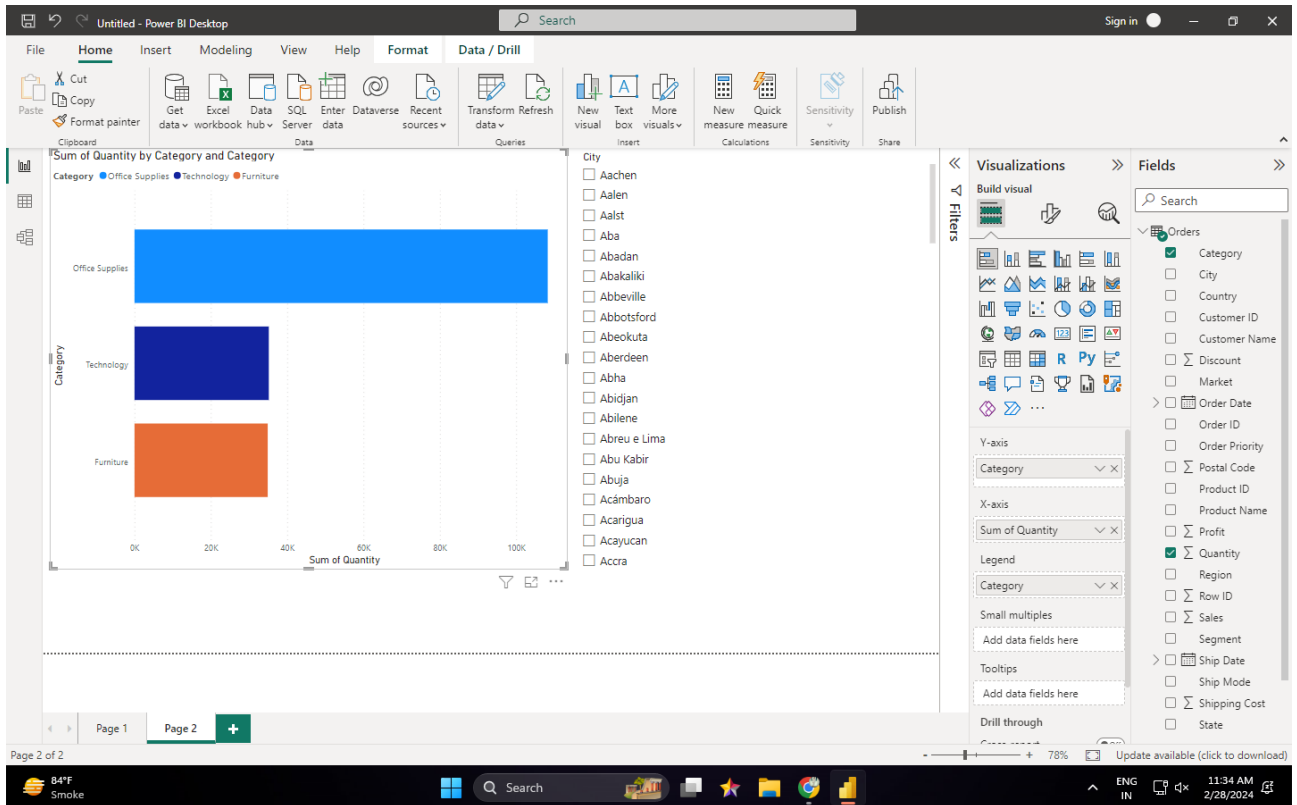 Untitled - Power BI Desktop
Search
Sign in
File Home Insert Modeling View Help Format Data / Drill
Paste
Cut
Copy
Format painter
Clipboard
Get data
Excel workbook
Data hub
SQL Server
Enter data
Dataverse
Recent sources
Data
Transform data
Refresh
Queries
New visual
Text box
More visuals
Insert
New measure
Quick measure
Calculations
Sensitivity
Sensitivity
Publish
Share
Sum of Quantity by Category and Category
Category Office Supplies Technology Furniture
Office Supplies
Technology
Furniture
Category
0K 20K 40K 60K 80K 100K
Sum of Quantity
City
Aachen
Aalen
Aalst
Aba
Abadan
Abakaliki
Abbeville
Abbotsford
Abeokuta
Aberdeen
Abha
Abidjan
Abilene
Abreu e Lima
Abu Kabir
Abuja
Acámbaro
Acarigua
Acayucan
Accra
Filters
Visualizations
Build visual
123
R Py
Y-axis
Category
X-axis
Sum of Quantity
Legend
Category
Small multiples
Add data fields here
Tooltips
Add data fields here
Drill through
Fields
Search
Orders
Category
City
Country
Customer ID
Customer Name
Discount
Market
Order Date
Order ID
Order Priority
Postal Code
Product ID
Product Name
Profit
Quantity
Region
Row ID
Sales
Segment
Ship Date
Ship Mode
Shipping Cost
State
Page 1 Page 2
Page 2 of 2
78%
Update available (click to download)
84°F
Smoke
Search
ENG
IN
11:34 AM
2/28/2024